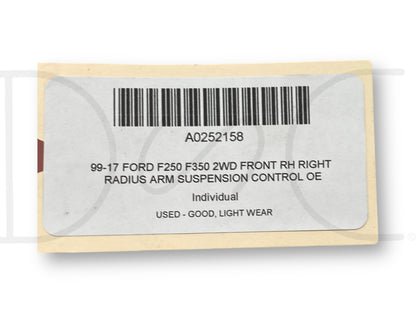 A0252158
99-17 FORD F250 F350 2WD FRONT RH RIGHT
RADIUS ARM SUSPENSION CONTROL OE
Individual
USED - GOOD, LIGHT WEAR